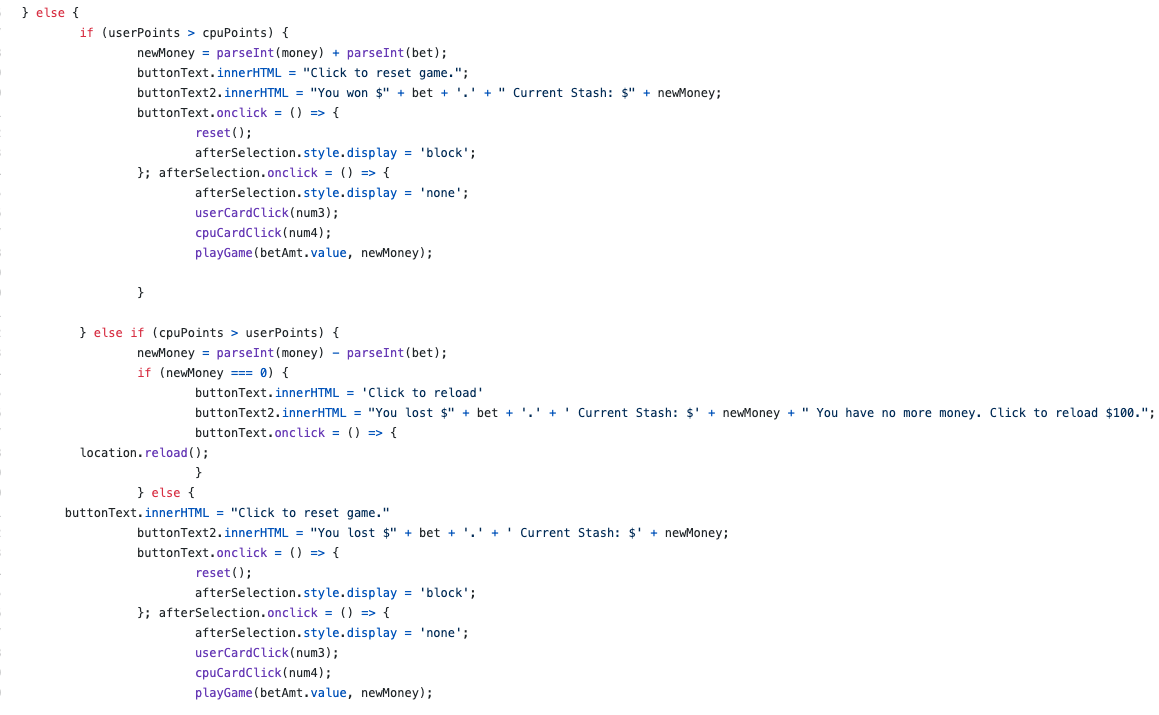 } else {
if (userPoints > cpuPoints) {
newMoney = parseInt(money) + parseInt(bet);
buttonText.innerHTML = "Click to reset game.";
buttonText2.innerHTML = "You won $" + bet + '.' + " Current Stash: $" + newMoney;
buttonText.onclick = () => {
reset();
afterSelection.style.display = 'block';
}; afterSelection.onclick = () => {
afterSelection.style.display = 'none';
userCardClick(num3);
cpuCardClick(num4);
playGame(betAmt.value, newMoney);
}
} else if (cpuPoints > userPoints) {
newMoney = parseInt(money) - parseInt(bet);
if (newMoney === 0) {
buttonText.innerHTML = 'Click to reload'
buttonText2.innerHTML = "You lost $" + bet + '.' + ' Current Stash: $' + newMoney + " You have no more money. Click to reload $100.";
buttonText.onclick = () => {
location.reload();
}
} else {
buttonText.innerHTML = "Click to reset game."
buttonText2.innerHTML = "You lost $" + bet + '.' + ' Current Stash: $' + newMoney;
buttonText.onclick = () => {
reset();
afterSelection.style.display = 'block';
}; afterSelection.onclick = () => {
afterSelection.style.display = 'none';
userCardClick(num3);
cpuCardClick(num4);
playGame(betAmt.value, newMoney);